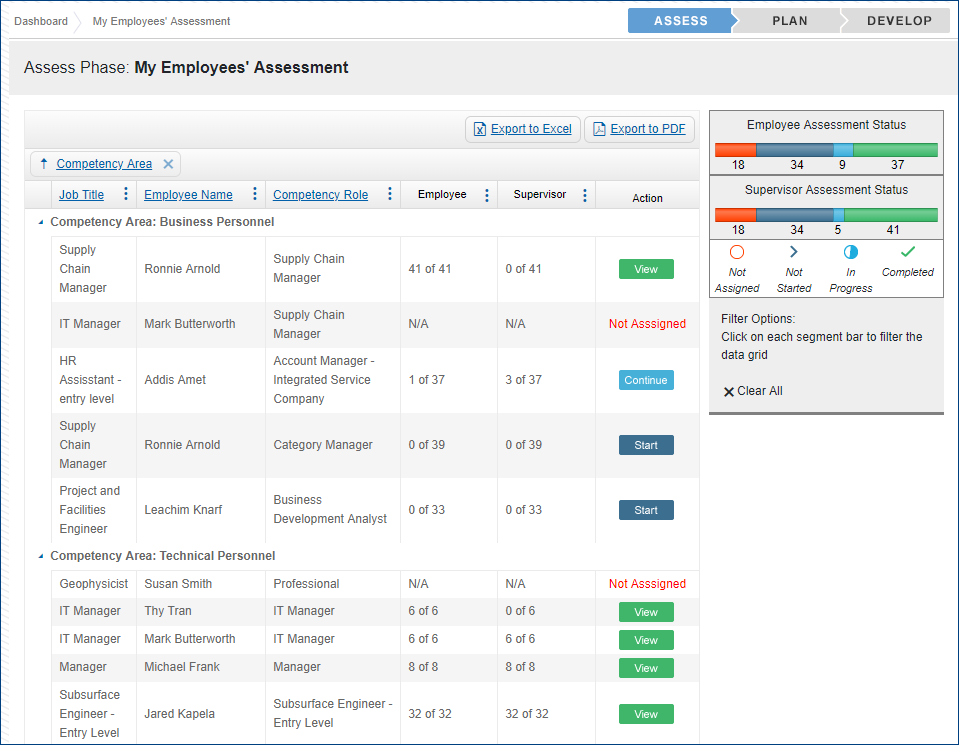 Dashboard My Employees' Assessment ASSESS PLAN DEVELOP
Assess Phase: My Employees' Assessment
Export to Excel Export to PDF
Competency Area
Job Title Employee Name Competency Role Employee Supervisor Action
Competency Area: Business Personnel
Supply
Chain
Manager
Ronnie Arnold
Supply Chain
Manager
41 of 41
0 of 41
View
IT Manager
Mark Butterworth
Supply Chain
Manager
N/A
N/A
Not Asssigned
HR
Assisstant -
entry level
Addis Amet
Account Manager -
Integrated Service
Company
1 of 37
3 of 37
Continue
Supply
Chain
Manager
Ronnie Arnold
Category Manager
0 of 39
0 of 39
Start
Project and
Facilities
Engineer
Leachim Knarf
Business
Development Analyst
0 of 33
0 of 33
Start
Competency Area: Technical Personnel
Geophysicist Susan Smith Professional N/A N/A Not Asssigned
IT Manager Thy Tran IT Manager 6 of 6 0 of 6 View
IT Manager Mark Butterworth IT Manager 6 of 6 6 of 6 View
Manager Michael Frank Manager 8 of 8 8 of 8 View
Subsurface
Engineer -
Entry Level
Jared Kapela
Subsurface Engineer -
Entry Level
32 of 32
32 of 32
View
Employee Assessment Status
18 34 9 37
Supervisor Assessment Status
18 34 5 41
Not
Assigned
Not
Started
In
Progress
Completed
Filter Options:
Click on each segment bar to filter the
data grid
Clear All